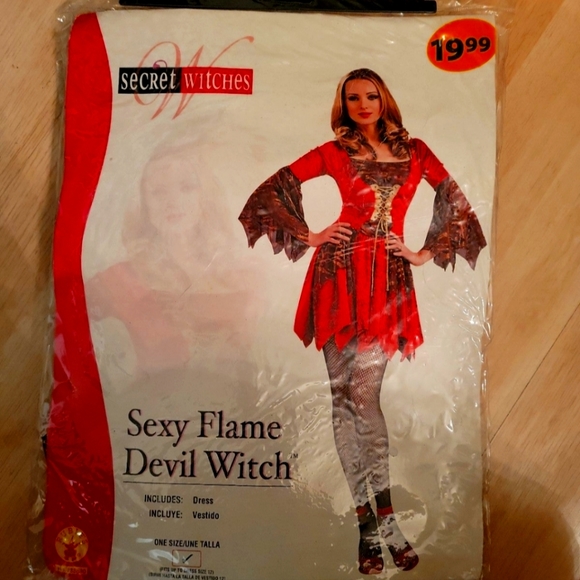 19.99
W
SECRET WITCHES
Sexy Flame
Devil Witch™
INCLUDES: Dress
INCLUYE: Vestido
ONE SIZE/UNE TALLA